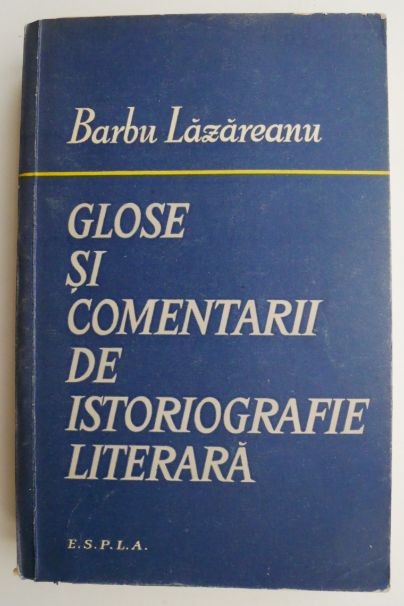 Barbu Lăzăreanu
GLOSE
ȘI
COMENTARII
DE
ISTORIOGRAFIE
LITERARĂ
E.S.P.L.A.